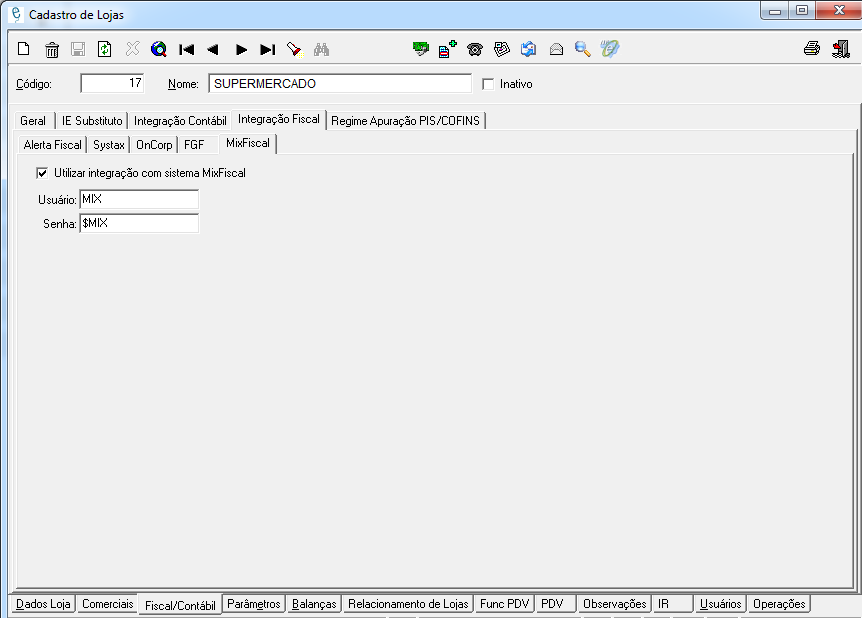 Cadastro de Lojas
Código: 17 Nome: SUPERMERCADO Inativo
Geral IE Substituto Integração Contábil Integração Fiscal Regime Apuração PIS/COFINS
Alerta Fiscal Systax OnCorp FGF MixFiscal
Utilizar integração com sistema MixFiscal
Usuário: MIX
Senha: $MIX
Dados Loja Comerciais Fiscal/Contábil Parâmetros Balanças Relacionamento de Lojas Func PDV PDV Observações IR Usuários Operações